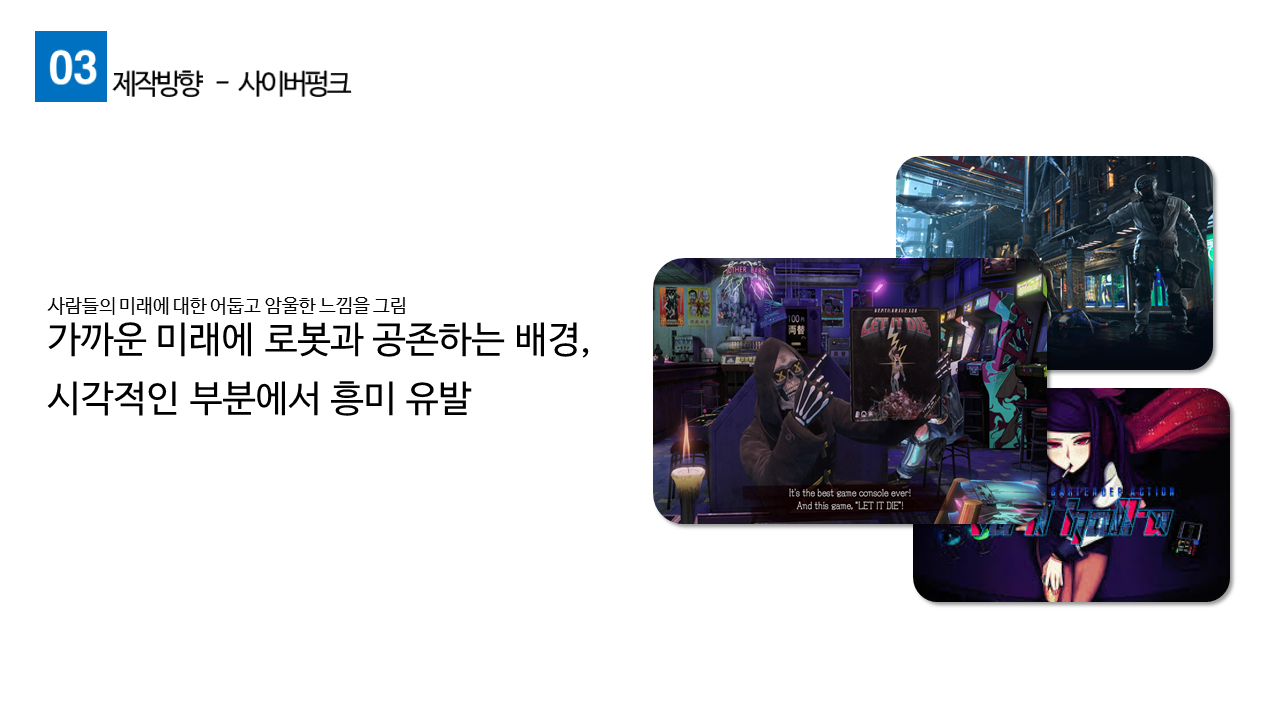 03
제작방향 - 사이버펑크
사람들의 미래에 대한 어둡고 암울한 느낌을 그림
가까운 미래에 로봇과 공존하는 배경,
시각적인 부분에서 흥미 유발
LET IT DIE
It's the best game console ever!
And this game, "LET IT DIE"!
BARTENDER ACTION